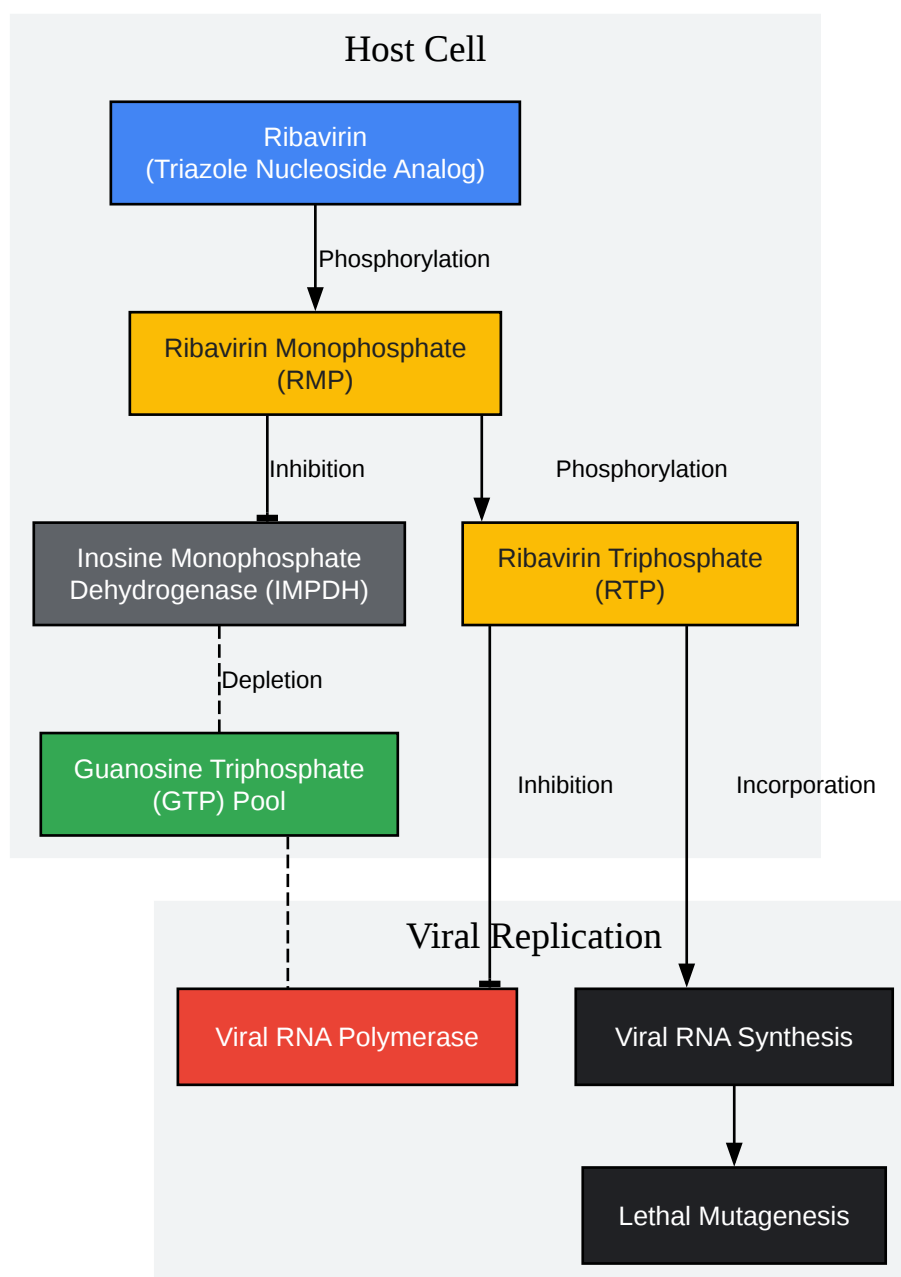 Host Cell
Ribavirin
(Triazole Nucleoside Analog)
Phosphorylation
Ribavirin Monophosphate
(RMP)
Inhibition
Phosphorylation
Inosine Monophosphate
Dehydrogenase (IMPDH)
Ribavirin Triphosphate
(RTP)
Depletion
Guanosine Triphosphate
(GTP) Pool
Inhibition
Incorporation
Viral Replication
Viral RNA Polymerase
Viral RNA Synthesis
Lethal Mutagenesis